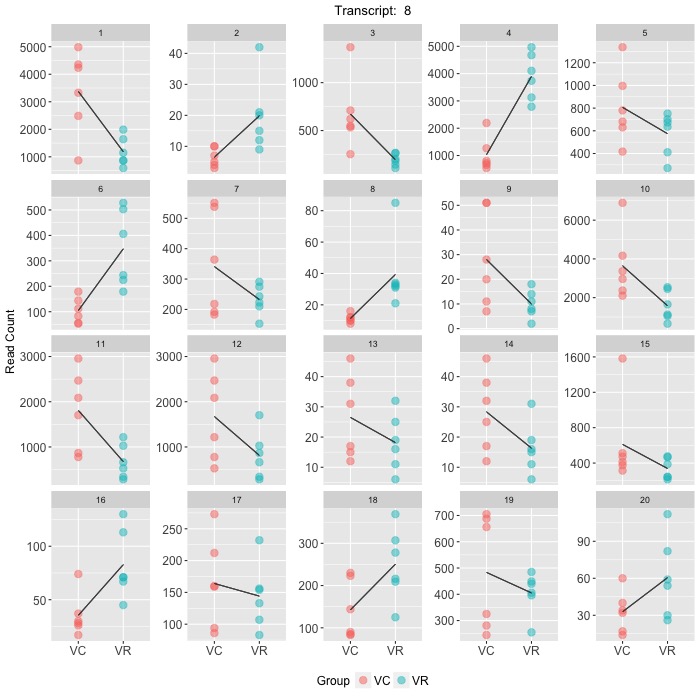 Transcript: 8
Read Count
1 2 3 4 5
5000 4000 3000 2000 1000
40 30 20 10
1000 500
5000 4000 3000 2000 1000
1200 1000 800 600 400
6 7 8 9 10
500 400 300 200 100
500 400 300 200
80 60 40 20
50 40 30 20 10 0
6000 4000 2000
11 12 13 14 15
3000 2000 1000
3000 2000 1000
40 30 20 10
40 30 20 10
1600 1200 800 400
16 17 18 19 20
100 50
250 200 150 100
300 200 100
700 600 500 400 300
90 60 30
VC VR VC VR VC VR VC VR VC VR
Group VC VR